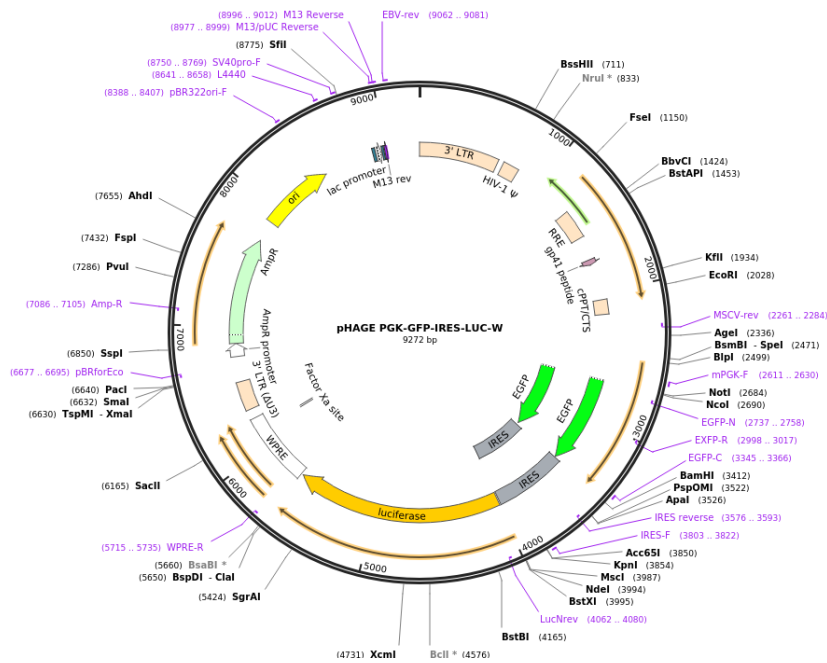 (8996 .. 9012) M13 Reverse
EBV-rev (9062 .. 9081)
(8977 .. 8999) M13/pUC Reverse
(8775) SfiI
(8750 .. 8769) SV40pro-F
(8641 .. 8658) L4440
(8388 .. 8407) pBR322ori-F
BssHII (711)
NruI * (833)
FseI (1150)
BbvCI (1424)
BstAPI (1453)
KflI (1934)
EcoRI (2028)
MSCV-rev (2261 .. 2284)
AgeI (2336)
BsmBI - SpeI (2471)
BlpI (2499)
mPGK-F (2611 .. 2630)
NotI (2684)
NcoI (2690)
EGFP-N (2737 .. 2758)
EXFP-R (2998 .. 3017)
EGFP-C (3345 .. 3366)
BamHI (3412)
PspOMI (3522)
ApaI (3526)
IRES reverse (3576 .. 3593)
IRES-F (3803 .. 3822)
Acc65I (3850)
KpnI (3854)
MscI (3987)
NdeI (3994)
BstXI (3995)
LucNrev (4062 .. 4080)
BstBI (4165)
BclI * (4576)
(4731) XcmI
(5424) SgrAI
(5650) BspDI - ClaI
(5660) BsaBI *
(5715 .. 5735) WPRE-R
(6165) SacII
(6630) TspMI - XmaI
(6632) SmaI
(6640) PacI
(6677 .. 6695) pBRforEco
(6850) SspI
(7086 .. 7105) Amp-R
(7286) PvuI
(7432) FspI
(7655) AhdI
1000
2000
3000
4000
5000
6000
7000
8000
9000
3' LTR
HIV-1 Ψ
RRE
gp41 peptide
cPPT/CTS
EGFP
EGFP
IRES
IRES
luciferase
WPRE
Factor Xa site
3' LTR (ΔU3)
AmpR promoter
AmpR
ori
lac promoter
M13 rev
pHAGE PGK-GFP-IRES-LUC-W
9272 bp